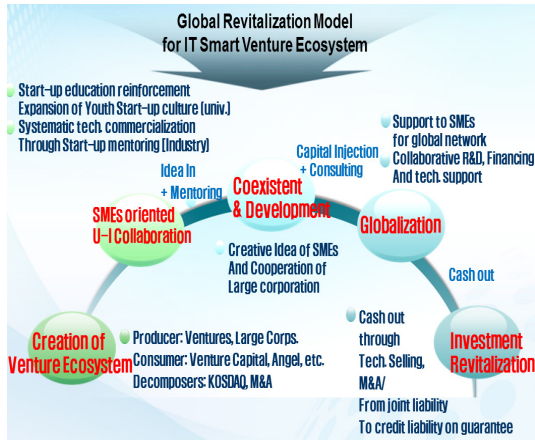 Global Revitalization Model
for IT Smart Venture Ecosystem
Start-up education reinforcement
Expansion of Youth Start-up culture (univ.)
Systematic tech. commercialization
Through Start-up mentoring [Industry]
Support to SMEs
for global network
Collaborative R&D, Financing
And tech. support
Idea In
+ Mentoring
Capital Injection
+ Consulting
SMEs oriented
U-I Collaboration
Coexistent
& Development
Globalization
Creative Idea of SMEs
And Cooperation of
Large corporation
Cash out
Creation of
Venture Ecosystem
Producer: Ventures, Large Corps.
Consumer: Venture Capital, Angel, etc.
Decomposers: KOSDAQ, M&A
Cash out
through
Tech. Selling,
M&A/
From joint liability
To credit liability on guarantee
Investment
Revitalization